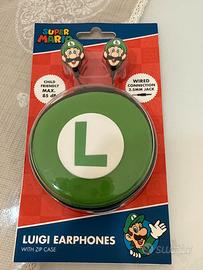 SUPER
MARIO
CHILD
FRIENDLY
MAX.
85 dB
WIRED
CONNECTION
3.5MM JACK
L
LUIGI EARPHONES
WITH ZIP CASE